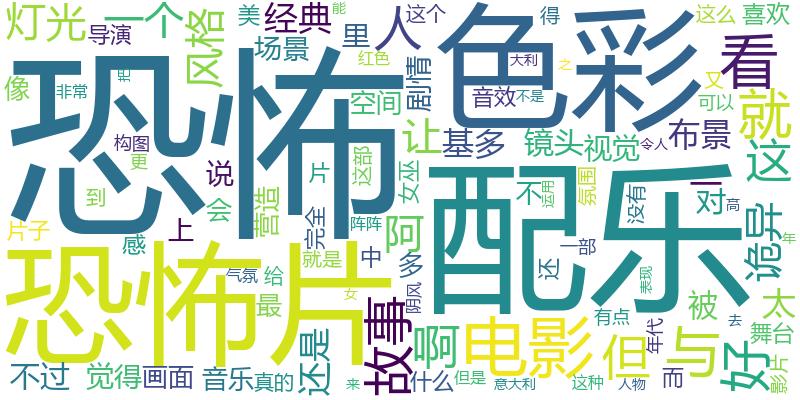 灯光
一个
经典
美
这个
能
得
这么
喜欢
导演
场景
里
人
色彩
看
风格
像
非常
把
恐怖
红色
剧情
大利
之
又
音效
不是
可以
就
空间
构图
更
说
让
基多
镜头
视觉
令人
布景
这
到
会
营造
片
这部
女巫
配乐
不
运用
氛围
没有
一
对
高
诡异
片子
感
上
完全
阵阵
阿
恐怖片
气氛
给
最
就是
中
多
阴风
还
一部
表现
年
被
太
女
故事
啊
电影
有点
但
年代
与
去
好
舞台
影片
不过
觉得
画面
音乐
真的
还是
来
什么
但是
意大利
这种
人物
而